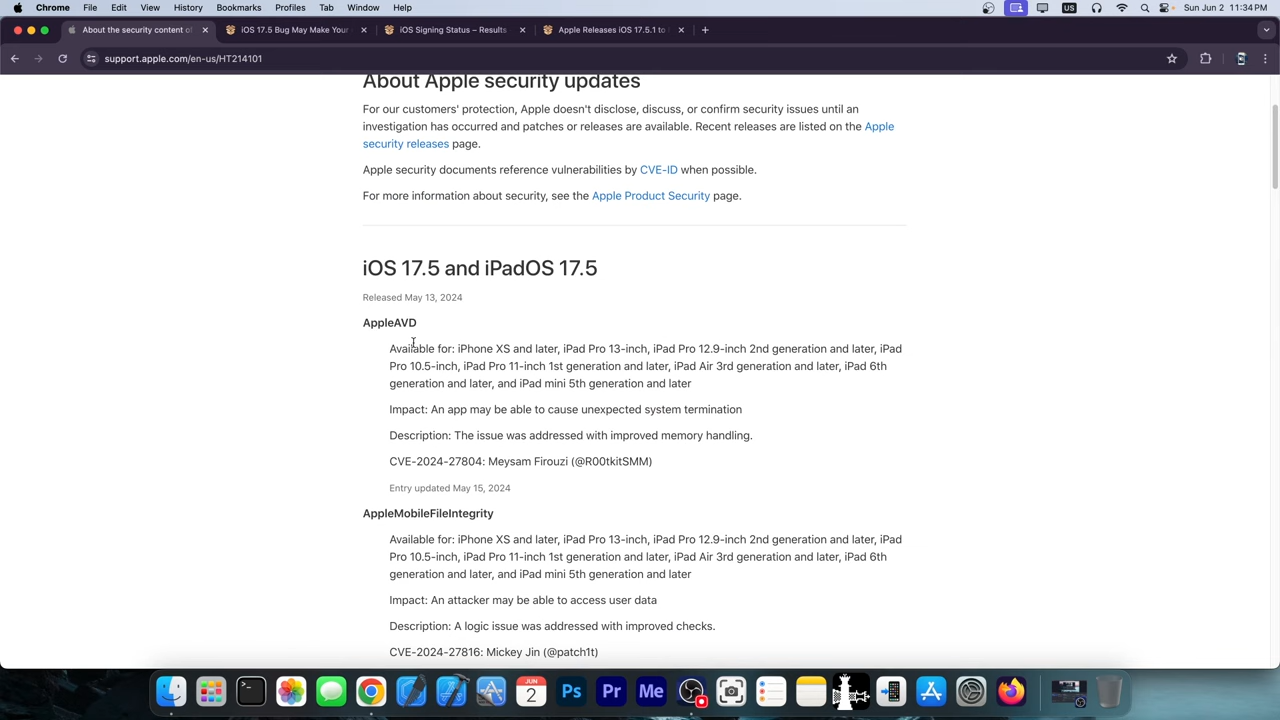 Chrome File Edit View History Bookmarks Profiles Tab Window Help US Sun Jun 2 11:34 PM
About the security content of iOS 17.5 Bug May Make Your iOS Signing Status – Results Apple Releases iOS 17.5.1 to
support.apple.com/en-us/HT214101
About Apple security updates
For our customers' protection, Apple doesn't disclose, discuss, or confirm security issues until an
investigation has occurred and patches or releases are available. Recent releases are listed on the Apple
security releases page.
Apple security documents reference vulnerabilities by CVE-ID when possible.
For more information about security, see the Apple Product Security page.
iOS 17.5 and iPadOS 17.5
Released May 13, 2024
AppleAVD
Available for: iPhone XS and later, iPad Pro 13-inch, iPad Pro 12.9-inch 2nd generation and later, iPad
Pro 10.5-inch, iPad Pro 11-inch 1st generation and later, iPad Air 3rd generation and later, iPad 6th
generation and later, and iPad mini 5th generation and later
Impact: An app may be able to cause unexpected system termination
Description: The issue was addressed with improved memory handling.
CVE-2024-27804: Meysam Firouzi (@R00tkitSMM)
Entry updated May 15, 2024
AppleMobileFileIntegrity
Available for: iPhone XS and later, iPad Pro 13-inch, iPad Pro 12.9-inch 2nd generation and later, iPad
Pro 10.5-inch, iPad Pro 11-inch 1st generation and later, iPad Air 3rd generation and later, iPad 6th
generation and later, and iPad mini 5th generation and later
Impact: An attacker may be able to access user data
Description: A logic issue was addressed with improved checks.
CVE-2024-27816: Mickey Jin (@patch1t)
JUN
2
Ps Pr Me